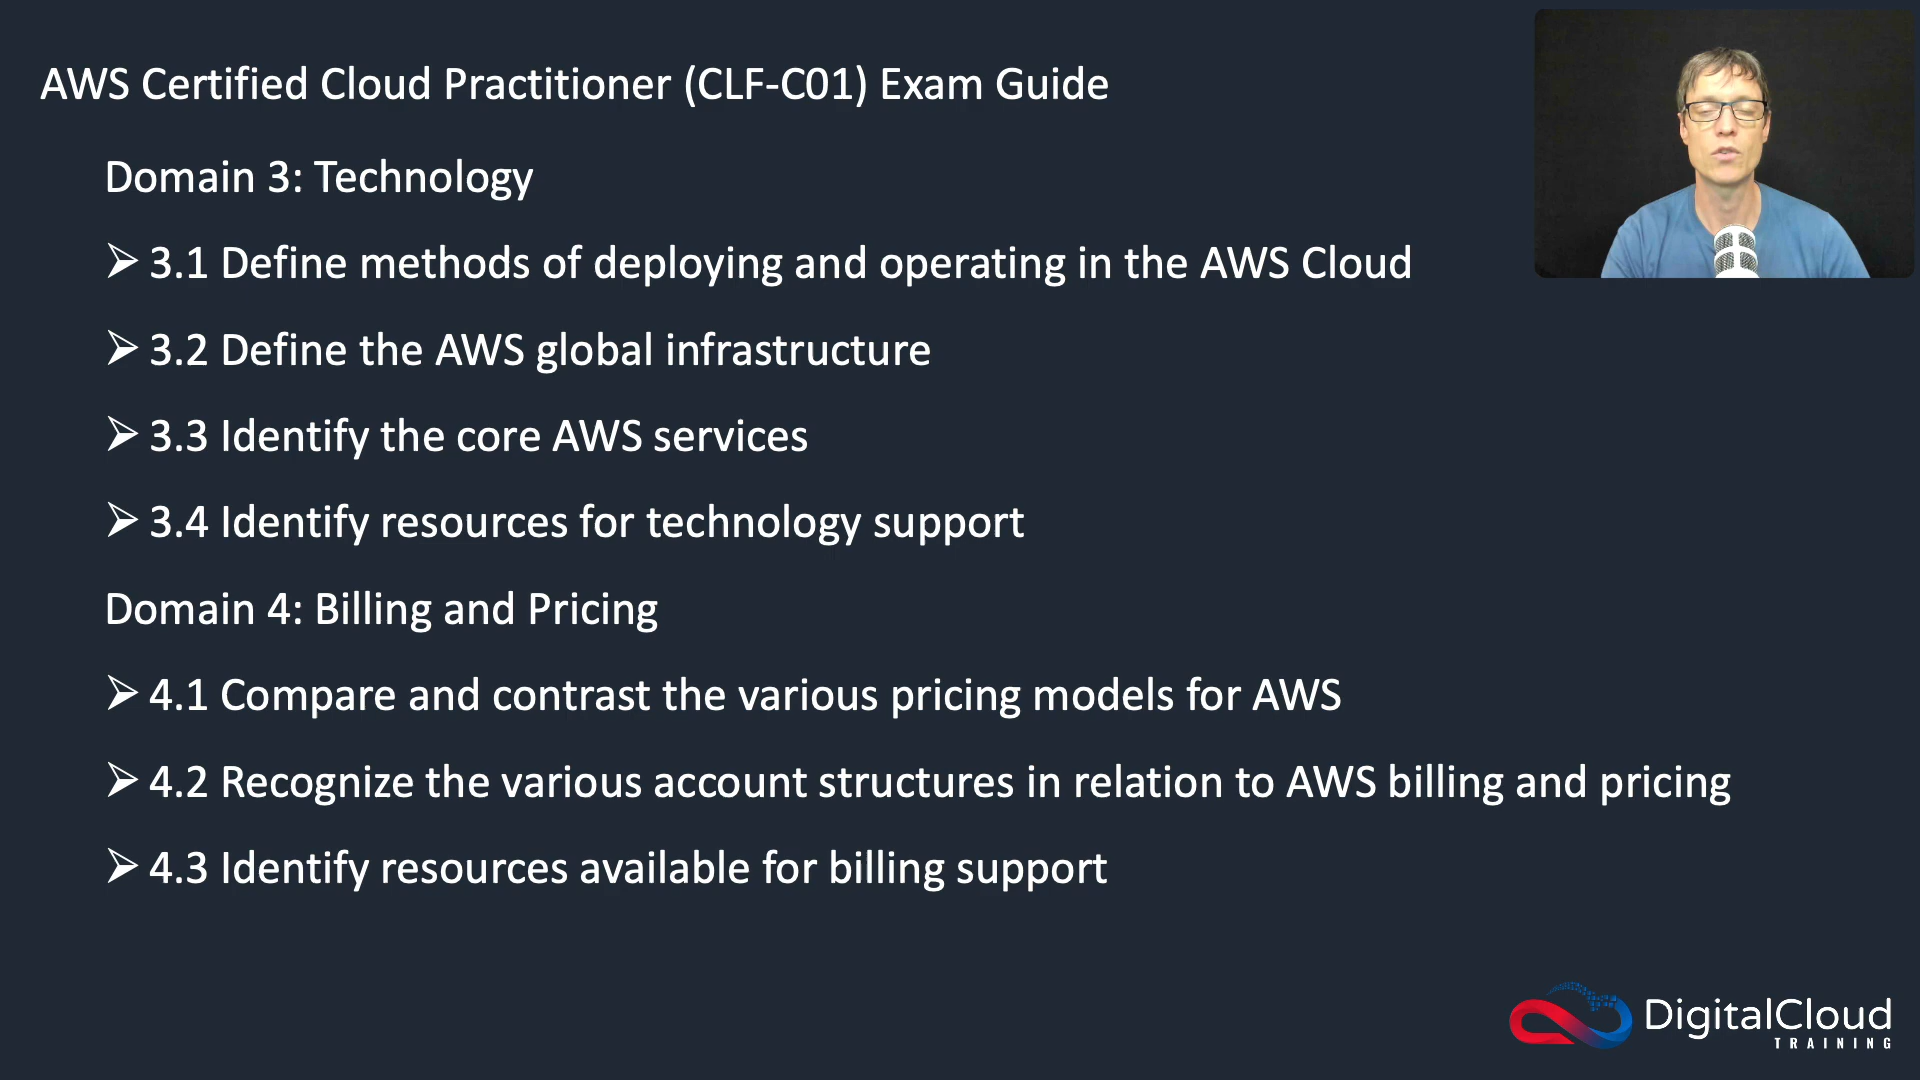 AWS Certified Cloud Practitioner (CLF-C01) Exam Guide
Domain 3: Technology
➢ 3.1 Define methods of deploying and operating in the AWS Cloud
➢ 3.2 Define the AWS global infrastructure
➢ 3.3 Identify the core AWS services
➢ 3.4 Identify resources for technology support
Domain 4: Billing and Pricing
➢ 4.1 Compare and contrast the various pricing models for AWS
➢ 4.2 Recognize the various account structures in relation to AWS billing and pricing
➢ 4.3 Identify resources available for billing support
DigitalCloud
TRAINING